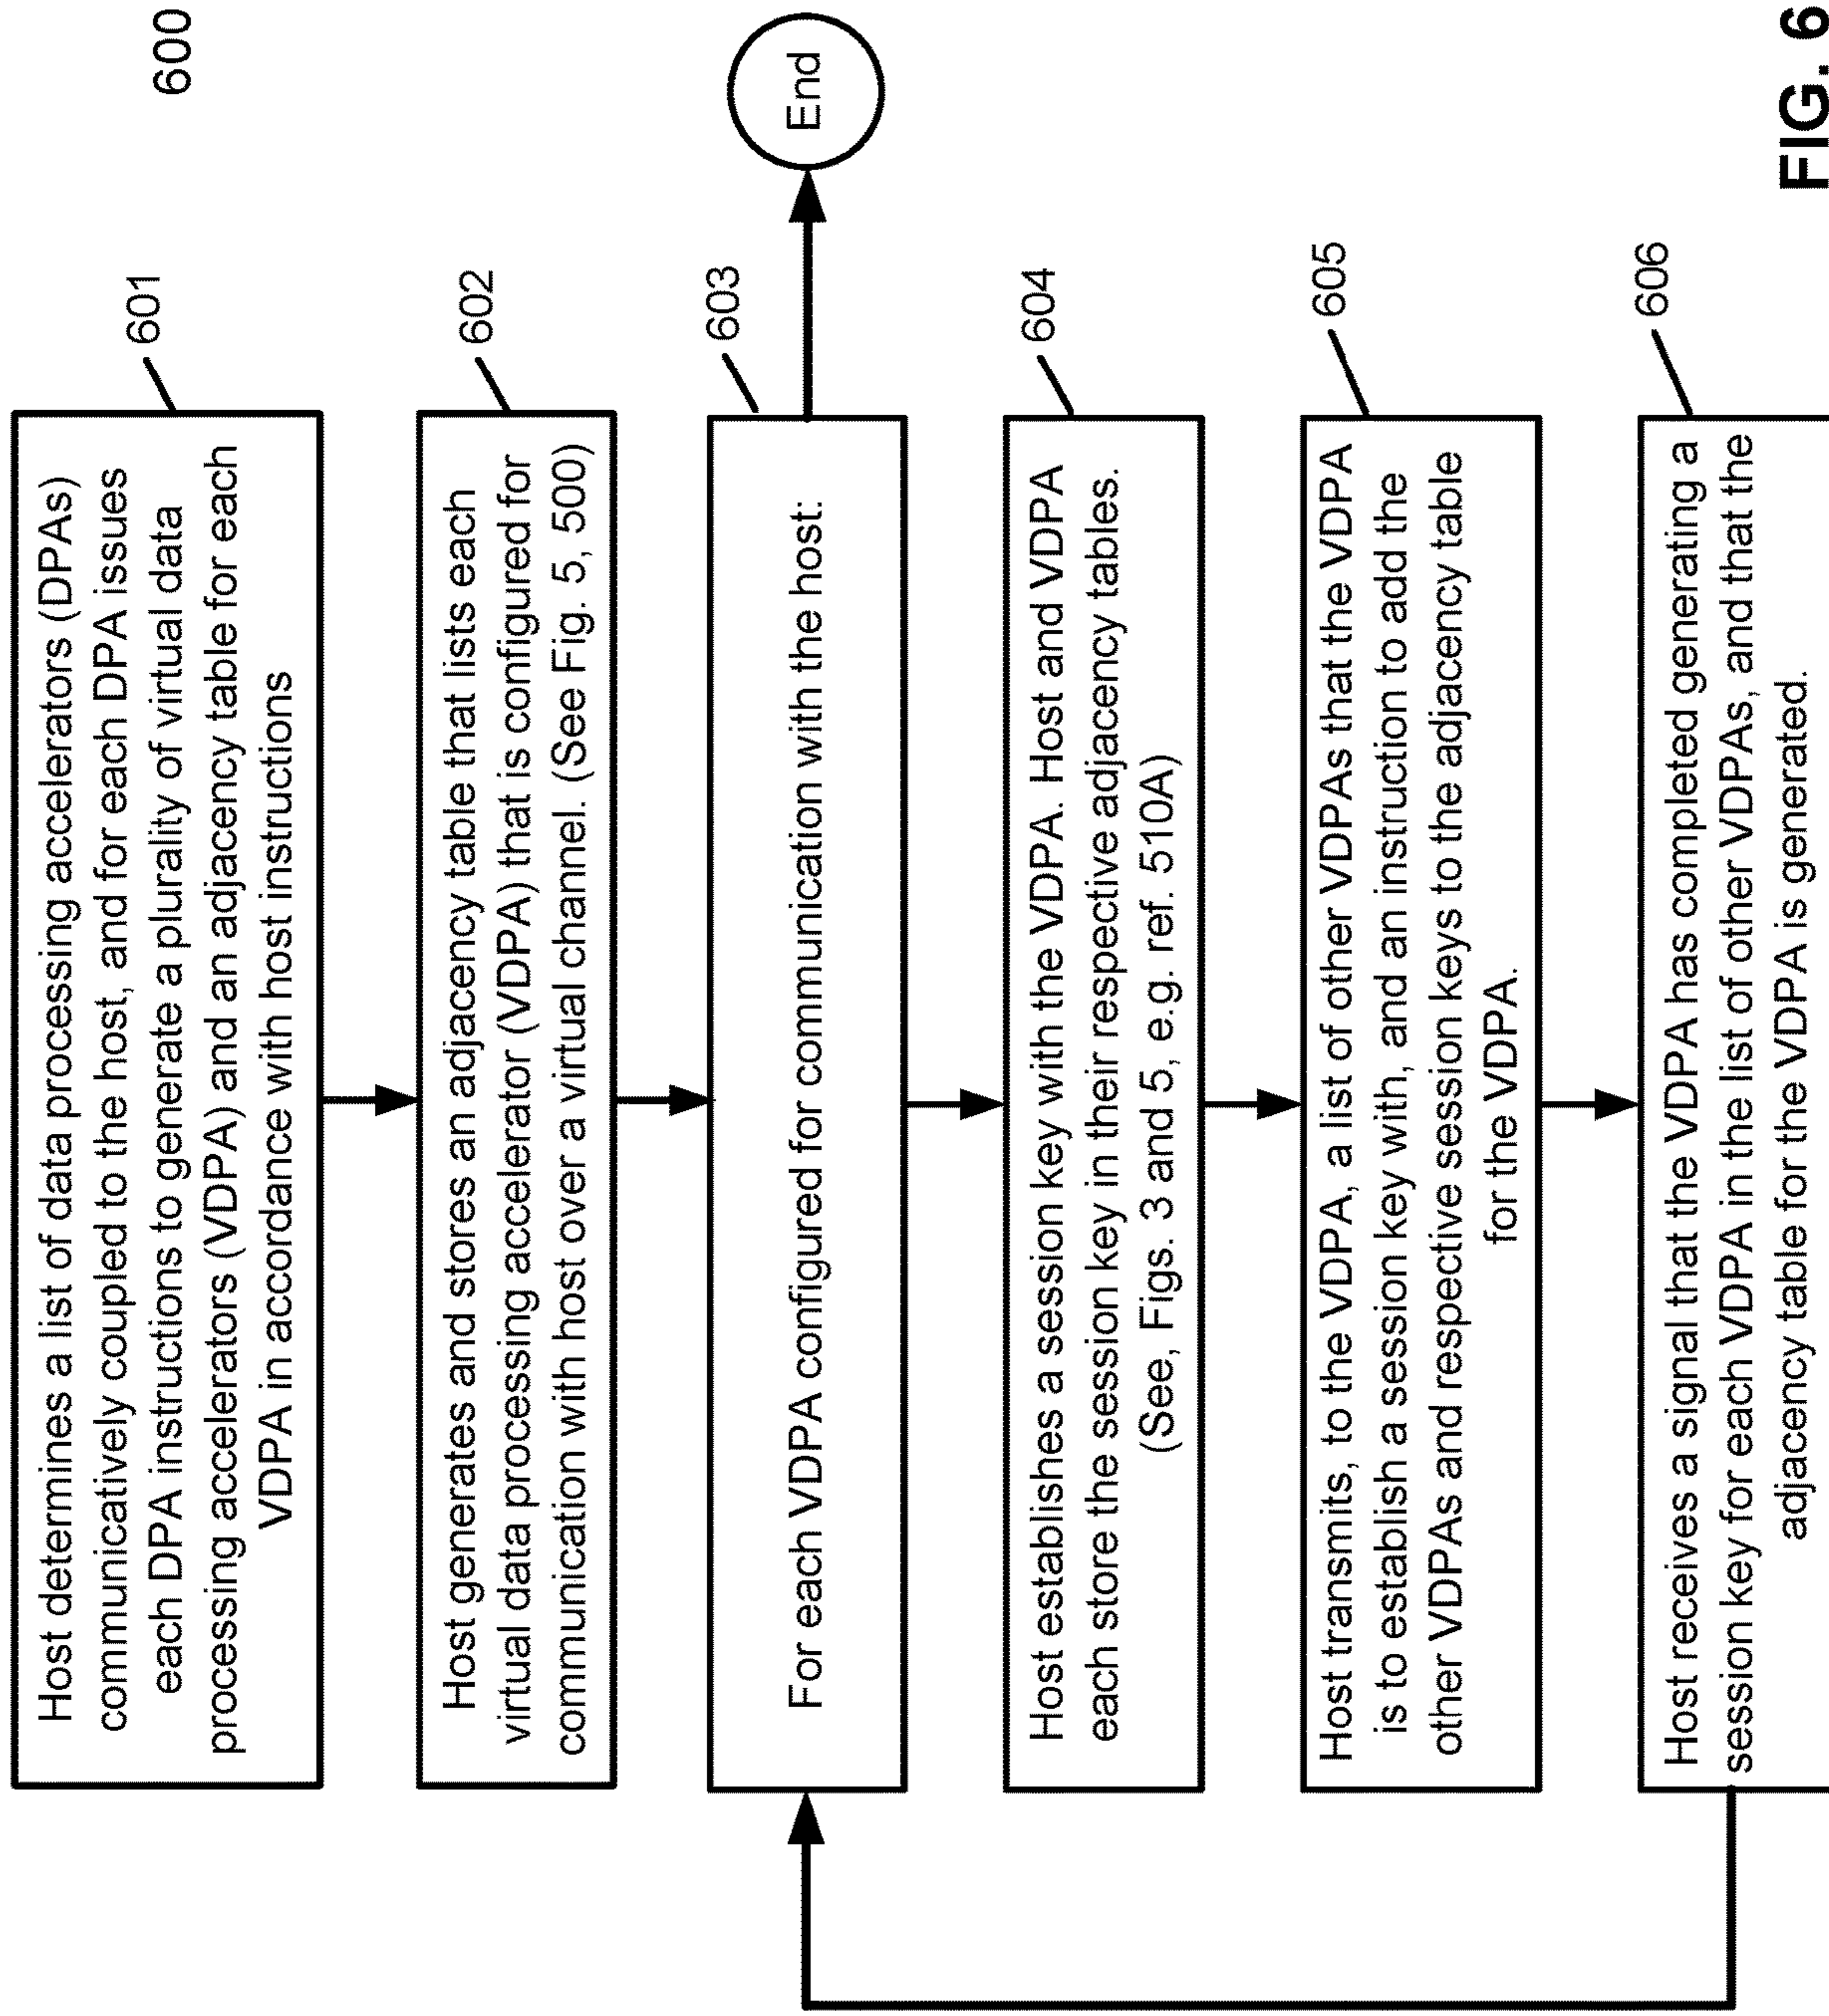 600
Host determines a list of data processing accelerators (DPAs)
communicatively coupled to the host, and for each DPA issues
each DPA instructions to generate a plurality of virtual data
processing accelerators (VDPA) and an adjacency table for each
VDPA in accordance with host instructions
601
Host generates and stores an adjacency table that lists each
virtual data processing accelerator (VDPA) that is configured for
communication with host over a virtual channel. (See Fig. 5, 500)
602
For each VDPA configured for communication with the host:
603
End
Host establishes a session key with the VDPA. Host and VDPA
each store the session key in their respective adjacency tables.
(See, Figs. 3 and 5, e.g. ref. 510A)
604
Host transmits, to the VDPA, a list of other VDPAs that the VDPA
is to establish a session key with, and an instruction to add the
other VDPAs and respective session keys to the adjacency table
for the VDPA.
605
Host receives a signal that the VDPA has completed generating a
session key for each VDPA in the list of other VDPAs, and that the
adjacency table for the VDPA is generated.
606
FIG. 6